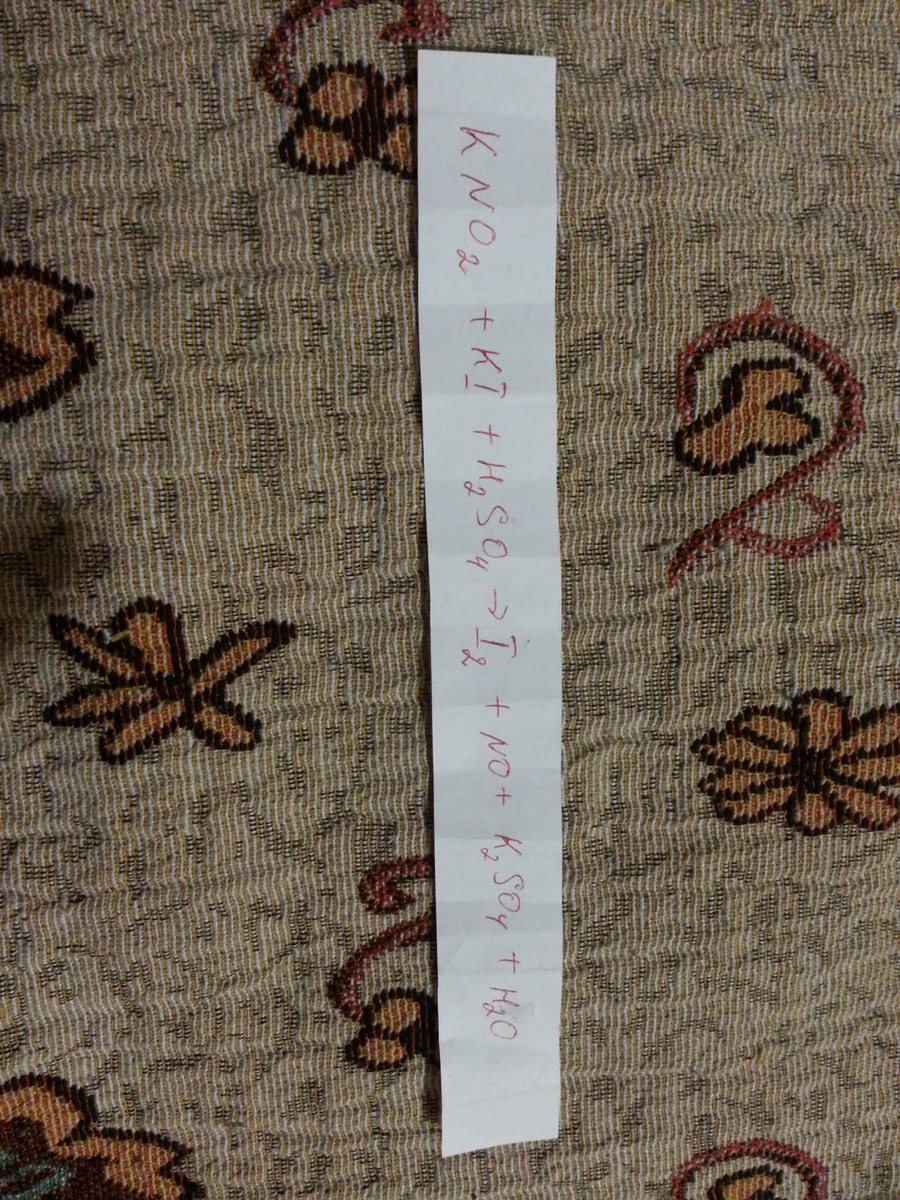 KNO₂ + KI + H₂SO₄ → I₂ + NO + K₂SO₄ + H₂O